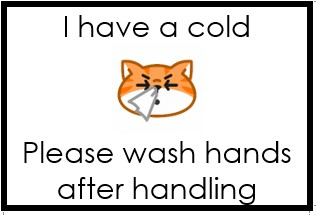 I have a cold
Please wash hands
after handling